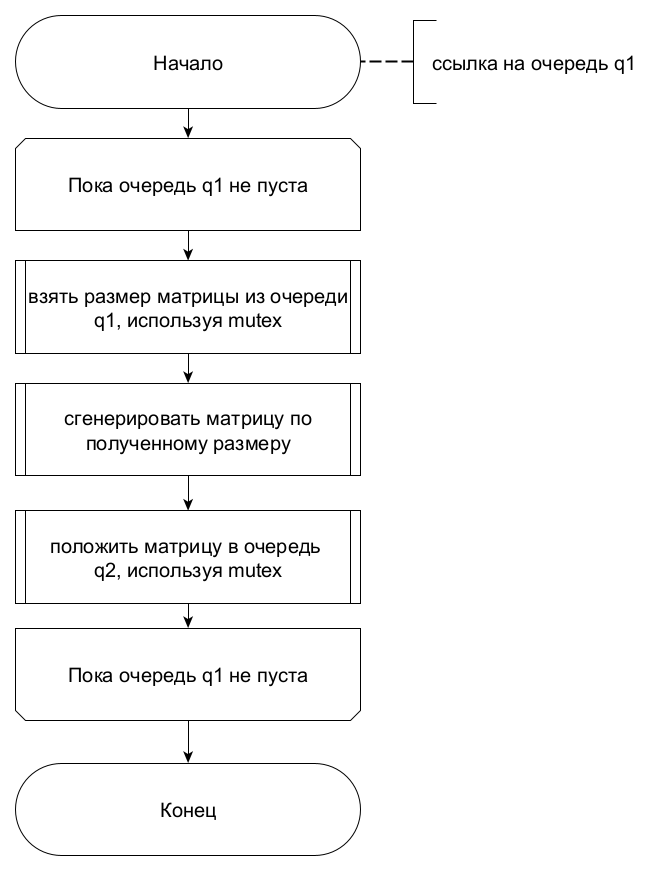 Начало
ссылка на очередь q1
Пока очередь q1 не пуста
взять размер матрицы из очереди
q1, используя mutex
сгенерировать матрицу по
полученному размеру
положить матрицу в очередь
q2, используя mutex
Пока очередь q1 не пуста
Конец